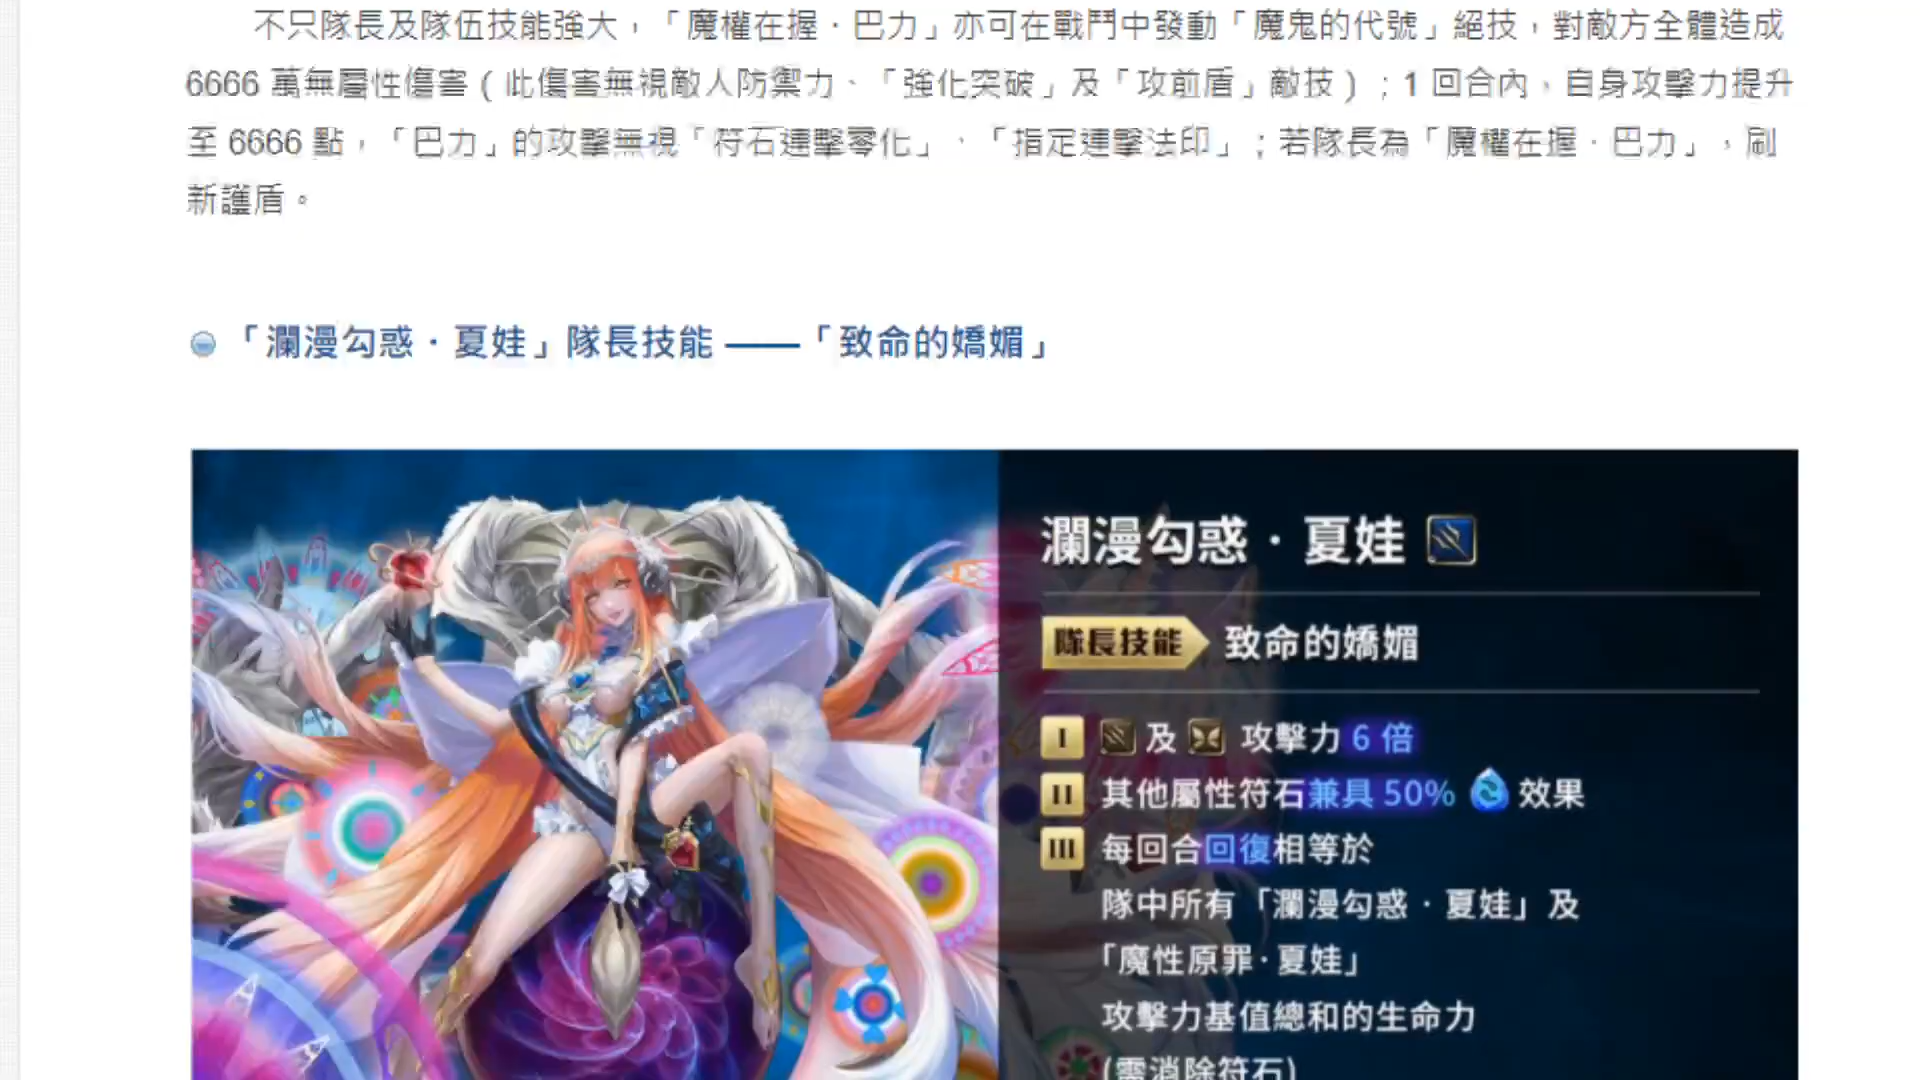 不只隊長及隊伍技能強大，「魔權在握．巴力」亦可在戰鬥中發動「魔鬼的代號」絕技，對敵方全體造成
6666 萬無屬性傷害 ( 此傷害無視敵人防禦力、「強化突破」及「攻前盾」敵技 ) ；1 回合內，自身攻擊力提升
至 6666 點，「巴力」的攻擊無視「符石連擊零化」、「指定連擊法印」；若隊長為「魔權在握．巴力」，刷
新護盾。
「瀾漫勾惑．夏娃」隊長技能 ——「致命的嬌媚」
瀾漫勾惑．夏娃
隊長技能 致命的嬌媚
I 及 攻擊力 6 倍
II 其他屬性符石兼具 50% 效果
III 每回合回復相等於
隊中所有「瀾漫勾惑．夏娃」及
「魔性原罪．夏娃」
攻擊力基值總和的生命力
(需消除符石)